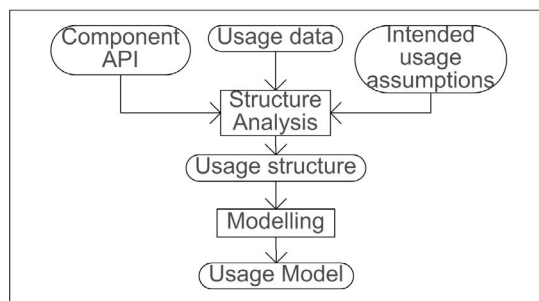 Component
API
Usage data
Intended
usage
assumptions
Structure
Analysis
Usage structure
Modelling
Usage Model